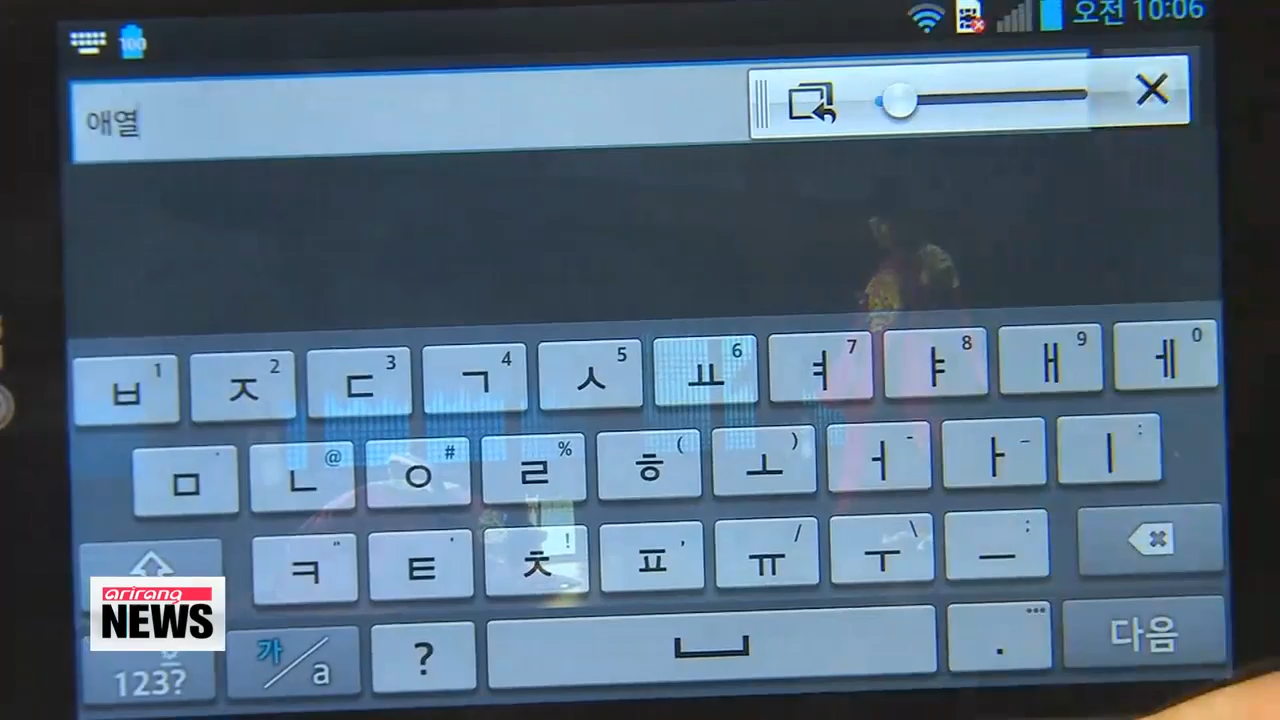 100 오전 10:06
애열
ㅂ 1 ㅈ 2 ㄷ 3 ㄱ 4 ㅅ 5 ㅛ 6 ㅕ 7 ㅑ 8 ㅐ 9 ㅔ 0
ㅁ ㄴ @ ㅇ # ㄹ % ㅎ ( ㅗ ) ㅓ - ㅏ _ ㅣ :
ㅋ " ㅌ ' ㅊ ! ㅍ , ㅠ / ㅜ \ ㅡ ;
123? 가/a ? . ••• 다음
arirang
NEWS